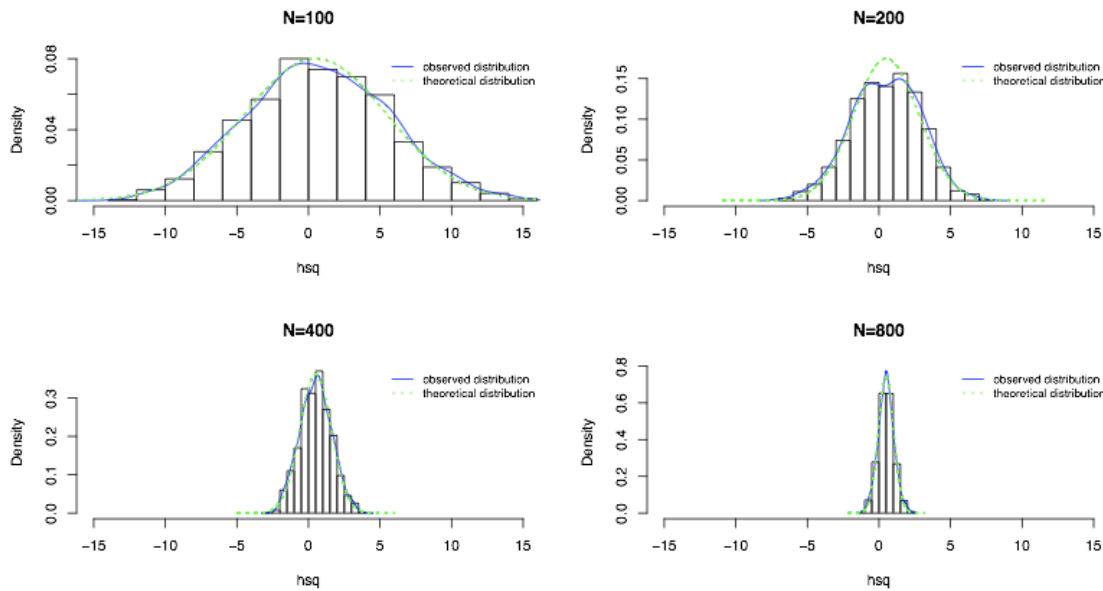 N=100
Density
0.00
0.04
0.08
observed distribution
theoretical distribution
−15 −10 −5 0 5 10 15
hsq
N=200
Density
0.00
0.05
0.10
0.15
observed distribution
theoretical distribution
−15 −10 −5 0 5 10 15
hsq
N=400
Density
0.0
0.1
0.2
0.3
observed distribution
theoretical distribution
−15 −10 −5 0 5 10 15
hsq
N=800
Density
0.0
0.2
0.4
0.6
0.8
observed distribution
theoretical distribution
−15 −10 −5 0 5 10 15
hsq